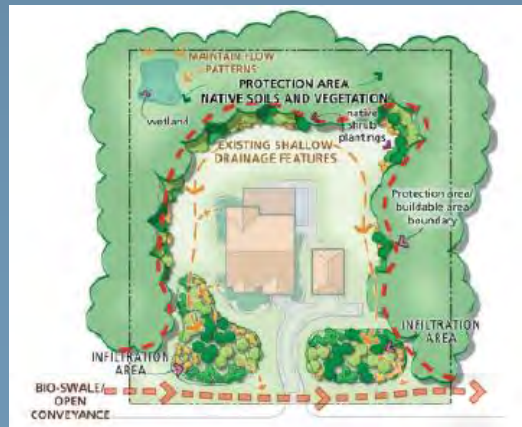 MAINTAIN FLOW
PATTERNS
PROTECTION AREA
NATIVE SOILS AND VEGETATION
wetland
native
shrub
plantings
EXISTING SHALLOW
DRAINAGE FEATURES
Protection area/
buildable area
boundary
INFILTRATION
AREA
INFILTRATION
AREA
BIO-SWALE/
OPEN
CONVEYANCE